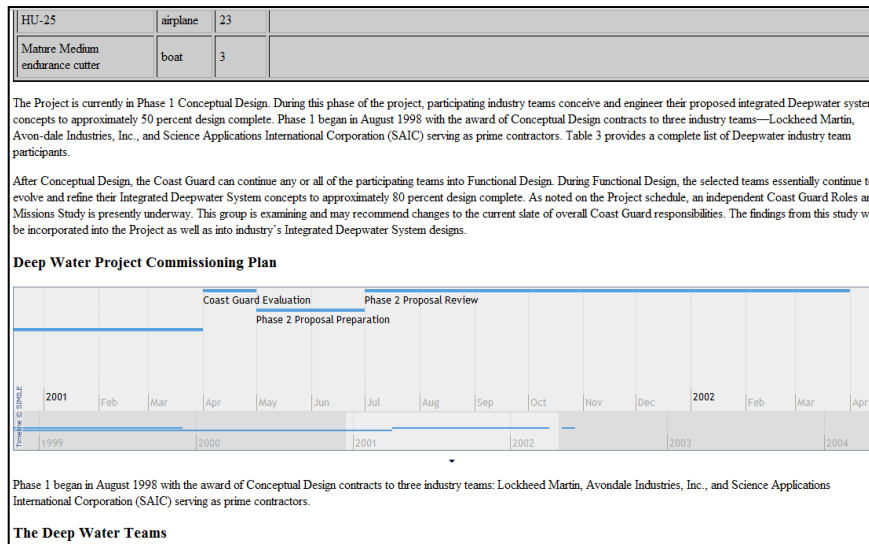 HU-25 airplane 23
Mature Medium
endurance cutter boat 3
The Project is currently in Phase 1 Conceptual Design. During this phase of the project, participating industry teams conceive and engineer their proposed integrated Deepwater system
concepts to approximately 50 percent design complete. Phase 1 began in August 1998 with the award of Conceptual Design contracts to three industry teams—Lockheed Martin,
Avon-dale Industries, Inc., and Science Applications International Corporation (SAIC) serving as prime contractors. Table 3 provides a complete list of Deepwater industry team
participants.
After Conceptual Design, the Coast Guard can continue any or all of the participating teams into Functional Design. During Functional Design, the selected teams essentially continue to
evolve and refine their Integrated Deepwater System concepts to approximately 80 percent design complete. As noted on the Project schedule, an independent Coast Guard Roles an
Missions Study is presently underway. This group is examining and may recommend changes to the current slate of overall Coast Guard responsibilities. The findings from this study w
be incorporated into the Project as well as into industry's Integrated Deepwater System designs.
Deep Water Project Commissioning Plan
Coast Guard Evaluation Phase 2 Proposal Review
Phase 2 Proposal Preparation
2001 Feb Mar Apr May Jun Jul Aug Sep Oct Nov Dec 2002 Feb Mar Apr
Timeline © SIMILE
1999 2000 2001 2002 2003 2004
Phase 1 began in August 1998 with the award of Conceptual Design contracts to three industry teams: Lockheed Martin, Avondale Industries, Inc., and Science Applications
International Corporation (SAIC) serving as prime contractors.
The Deep Water Teams